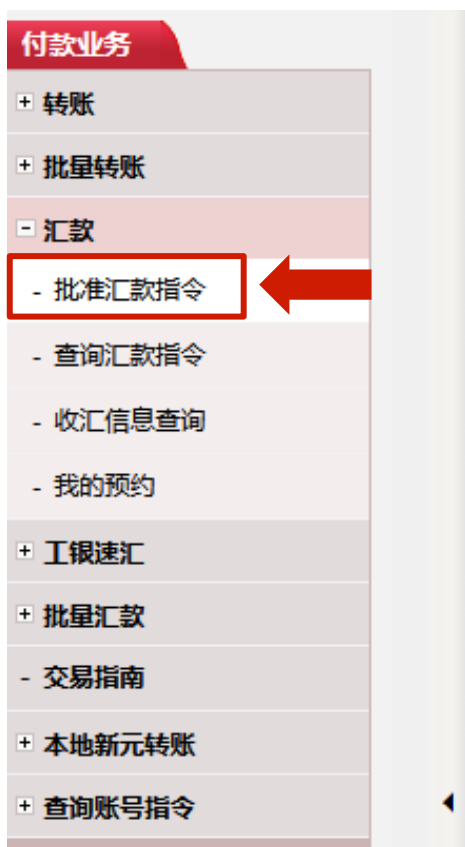 付款业务
转账
批量转账
汇款
- 批准汇款指令
- 查询汇款指令
- 收汇信息查询
- 我的预约
工银速汇
批量汇款
- 交易指南
本地新元转账
查询账号指令